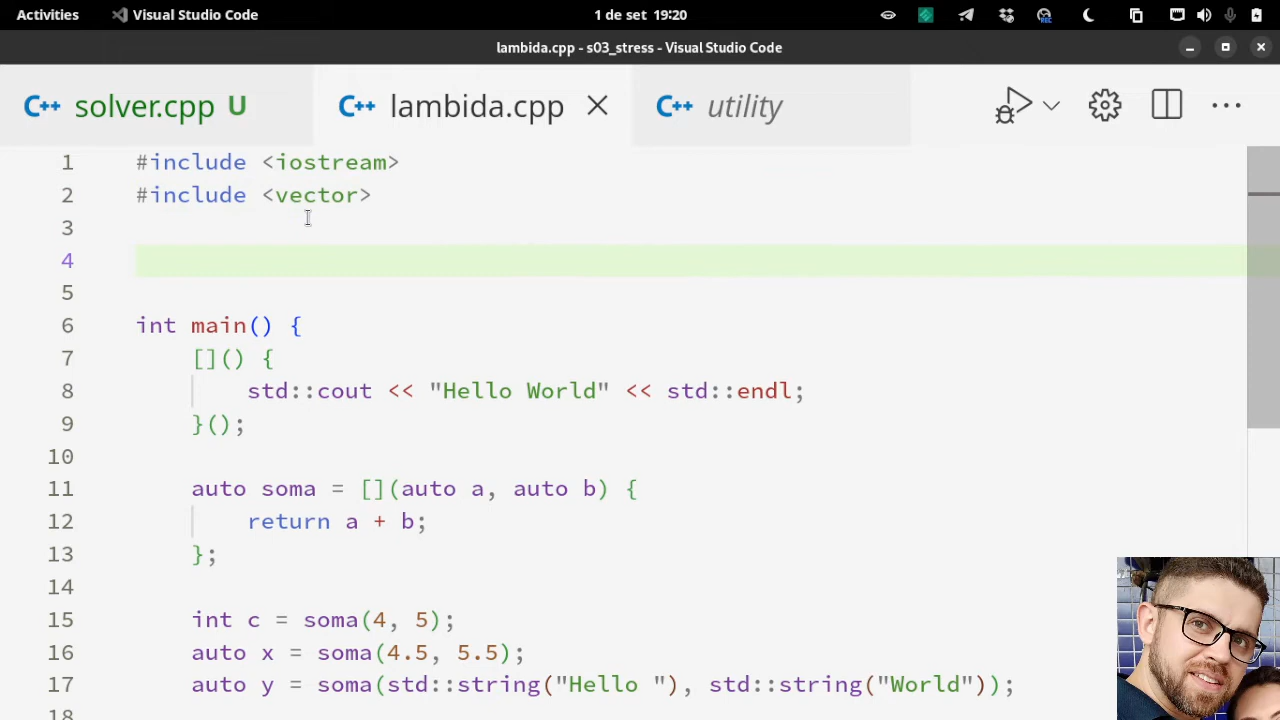 Activities Visual Studio Code 1 de set 19:20
lambida.cpp - s03_stress - Visual Studio Code
C++ solver.cpp U C++ lambida.cpp C++ utility
1 #include <iostream>
2 #include <vector>
3
4
5
6 int main() {
7 []() {
8 std::cout << "Hello World" << std::endl;
9 }();
10
11 auto soma = [](auto a, auto b) {
12 return a + b;
13 };
14
15 int c = soma(4, 5);
16 auto x = soma(4.5, 5.5);
17 auto y = soma(std::string("Hello "), std::string("World"));
18